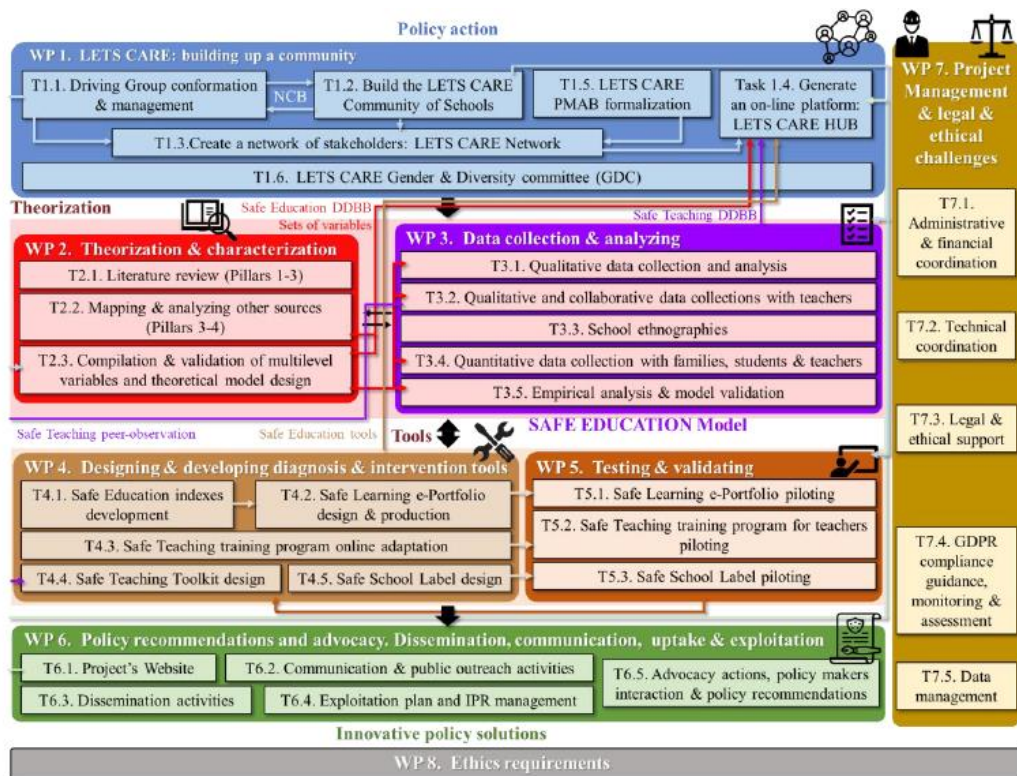 Policy action
WP 1. LETS CARE: building up a community
T1.1. Driving Group conformation
& management
NCB
T1.2. Build the LETS CARE
Community of Schools
T1.5. LETS CARE
PMAB formalization
Task 1.4. Generate
an on-line platform:
LETS CARE HUB
T1.3.Create a network of stakeholders: LETS CARE Network
T1.6. LETS CARE Gender & Diversity committee (GDC)
Theorization
Safe Education DDBB
Sets of variables
Safe Teaching DDBB
WP 2. Theorization & characterization
T2.1. Literature review (Pillars 1-3)
T2.2. Mapping & analyzing other sources
(Pillars 3-4)
T2.3. Compilation & validation of multilevel
variables and theoretical model design
WP 3. Data collection & analyzing
T3.1. Qualitative data collection and analysis
T3.2. Qualitative and collaborative data collections with teachers
T3.3. School ethnographies
T3.4. Quantitative data collection with families, students & teachers
T3.5. Empirical analysis & model validation
Safe Teaching peer-observation
Safe Education tools
Tools
SAFE EDUCATION Model
WP 4. Designing & developing diagnosis & intervention tools
T4.1. Safe Education indexes
development
T4.2. Safe Learning e-Portfolio
design & production
T4.3. Safe Teaching training program online adaptation
T4.4. Safe Teaching Toolkit design
T4.5. Safe School Label design
WP 5. Testing & validating
T5.1. Safe Learning e-Portfolio piloting
T5.2. Safe Teaching training program for teachers
piloting
T5.3. Safe School Label piloting
WP 6. Policy recommendations and advocacy. Dissemination, communication, uptake & exploitation
T6.1. Project's Website
T6.2. Communication & public outreach activities
T6.3. Dissemination activities
T6.4. Exploitation plan and IPR management
T6.5. Advocacy actions, policy makers
interaction & policy recommendations
Innovative policy solutions
WP 7. Project
Management
& legal &
ethical
challenges
T7.1.
Administrative
& financial
coordination
T7.2. Technical
coordination
T7.3. Legal &
ethical support
T7.4. GDPR
compliance
guidance,
monitoring &
assessment
T7.5. Data
management
WP 8. Ethics requirements